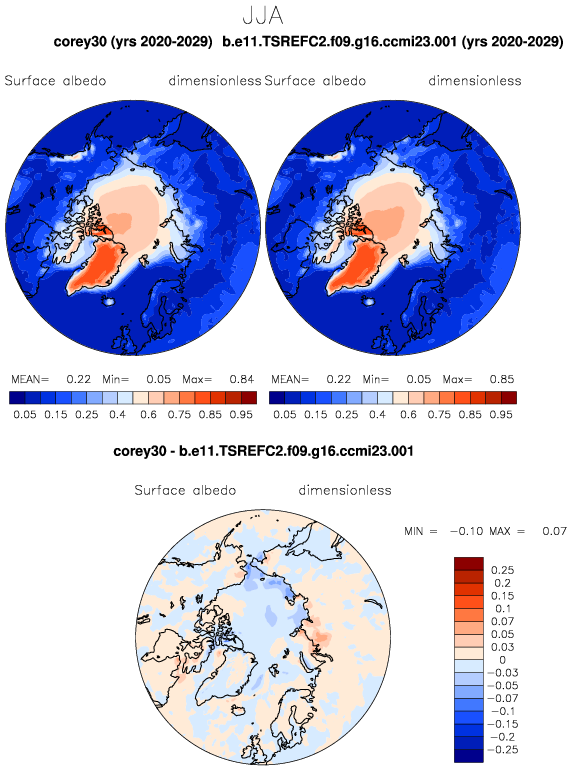 JJA
corey30 (yrs 2020-2029) b.e11.TSREFC2.f09.g16.ccmi23.001 (yrs 2020-2029)
Surface albedo dimensionless Surface albedo dimensionless
MEAN= 0.22 Min= 0.05 Max= 0.84 MEAN= 0.22 Min= 0.05 Max= 0.85
0.05 0.15 0.25 0.4 0.6 0.75 0.85 0.95 0.05 0.15 0.25 0.4 0.6 0.75 0.85 0.95
corey30 - b.e11.TSREFC2.f09.g16.ccmi23.001
Surface albedo dimensionless
MIN = -0.10 MAX = 0.07
0.25
0.2
0.15
0.1
0.07
0.05
0.03
0
-0.03
-0.05
-0.07
-0.1
-0.15
-0.2
-0.25